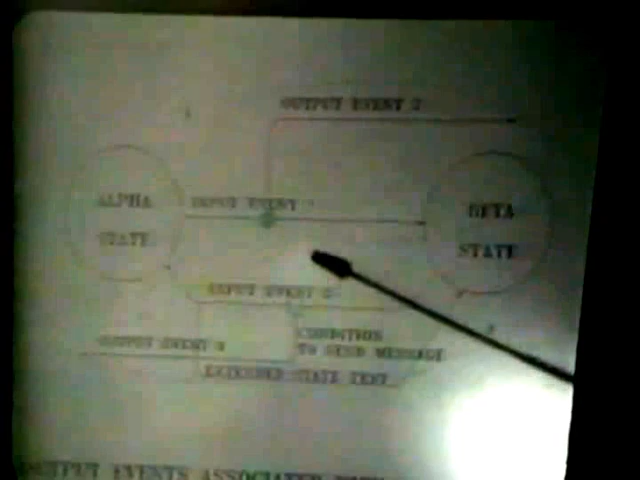 OUTPUT EVENT 2
ALPHA
STATE
INPUT EVENT
BETA
STATE
INPUT EVENT
CONDITION
TO SEND MESSAGE
OUTPUT EVENT
EXTENDED STATE TEXT
OUTPUT EVENTS ASSOCIATED